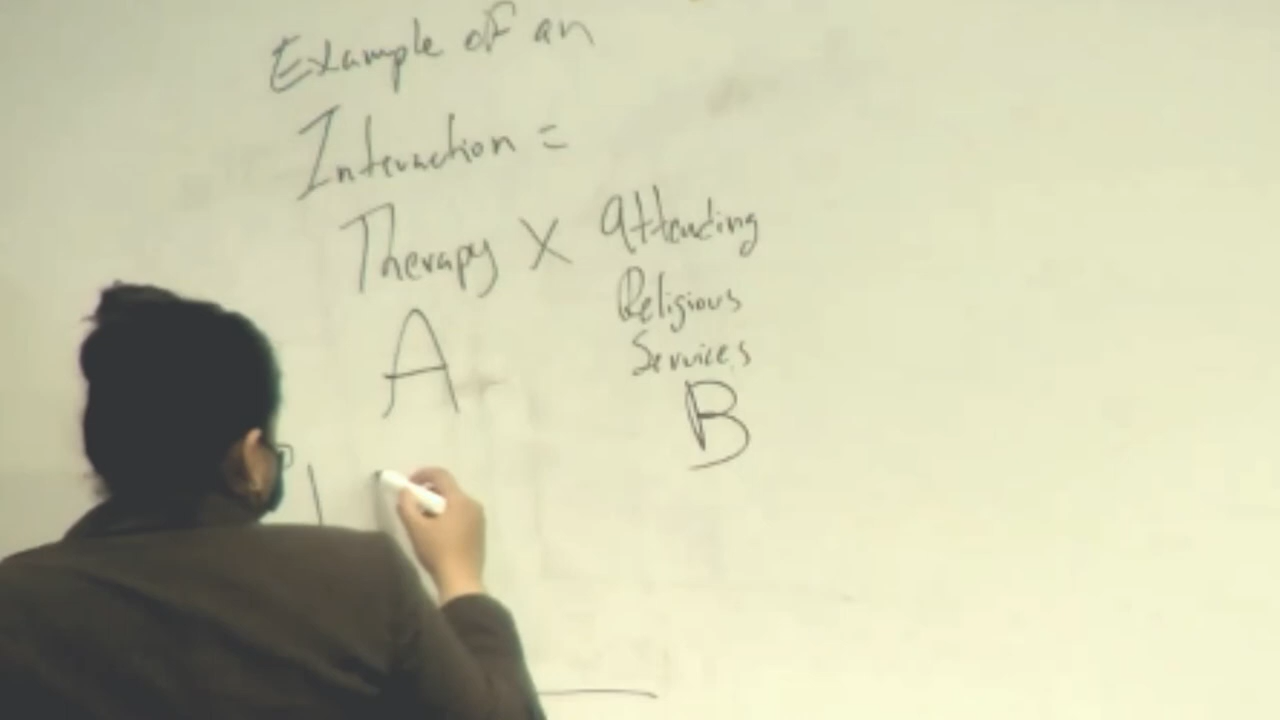 Example of an
Interaction =
Therapy X Attending
Religious
Services
A
B